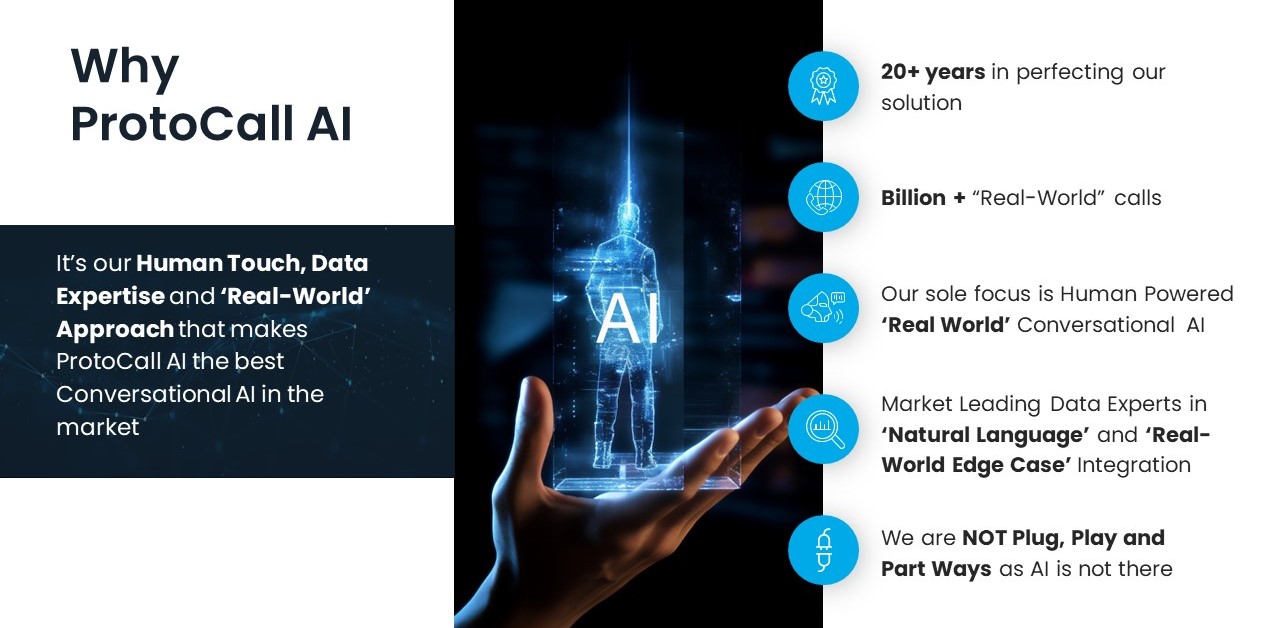 Why
ProtoCall AI
It’s our Human Touch, Data
Expertise and ‘Real-World’
Approach that makes
ProtoCall AI the best
Conversational AI in the
market
AI
20+ years in perfecting our
solution
Billion + “Real-World” calls
Our sole focus is Human Powered
‘Real World’ Conversational AI
Market Leading Data Experts in
‘Natural Language’ and ‘Real-
World Edge Case’ Integration
We are NOT Plug, Play and
Part Ways as AI is not there